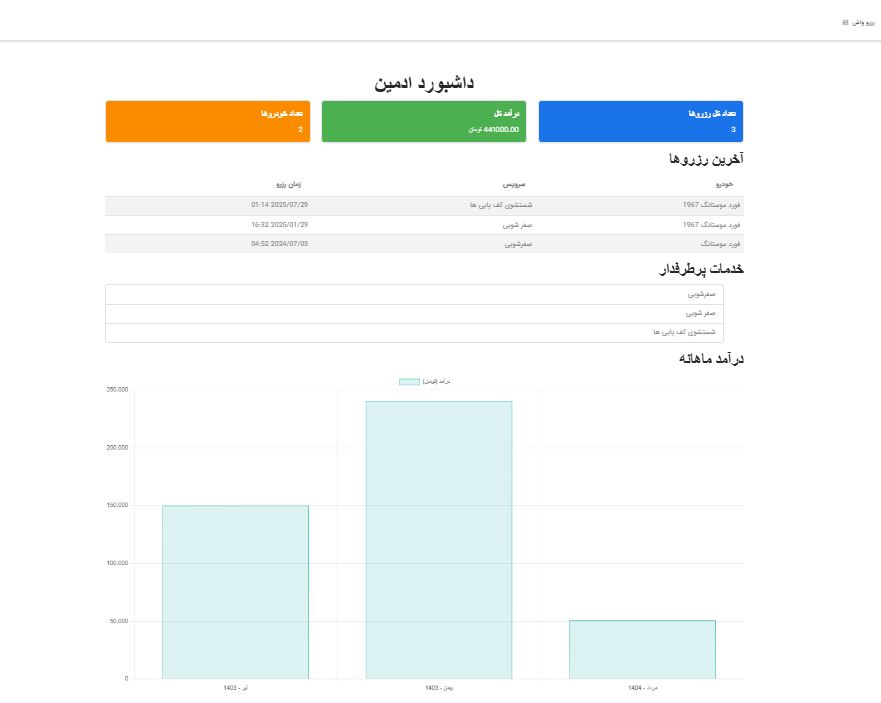 رزرو واش
داشبورد ادمین
تعداد کل رزروها
3
درآمد کل
441000.00 تومان
تعداد خودروها
2
آخرین رزروها
خودرو سرویس زمان رزرو
فورد موستانگ 1967 شستشوی کف پایی ها 2025/07/29 01:14
فورد موستانگ 1967 صفر شویی 2025/01/29 16:32
فورد موستانگ صفرشویی 2024/07/03 04:52
خدمات پرطرفدار
صفرشویی
صفر شویی
شستشوی کف پایی ها
درآمد ماهانه
درآمد (تومان)
250,000
200,000
150,000
100,000
50,000
0
تیر - 1403
بهمن - 1403
مرداد - 1404